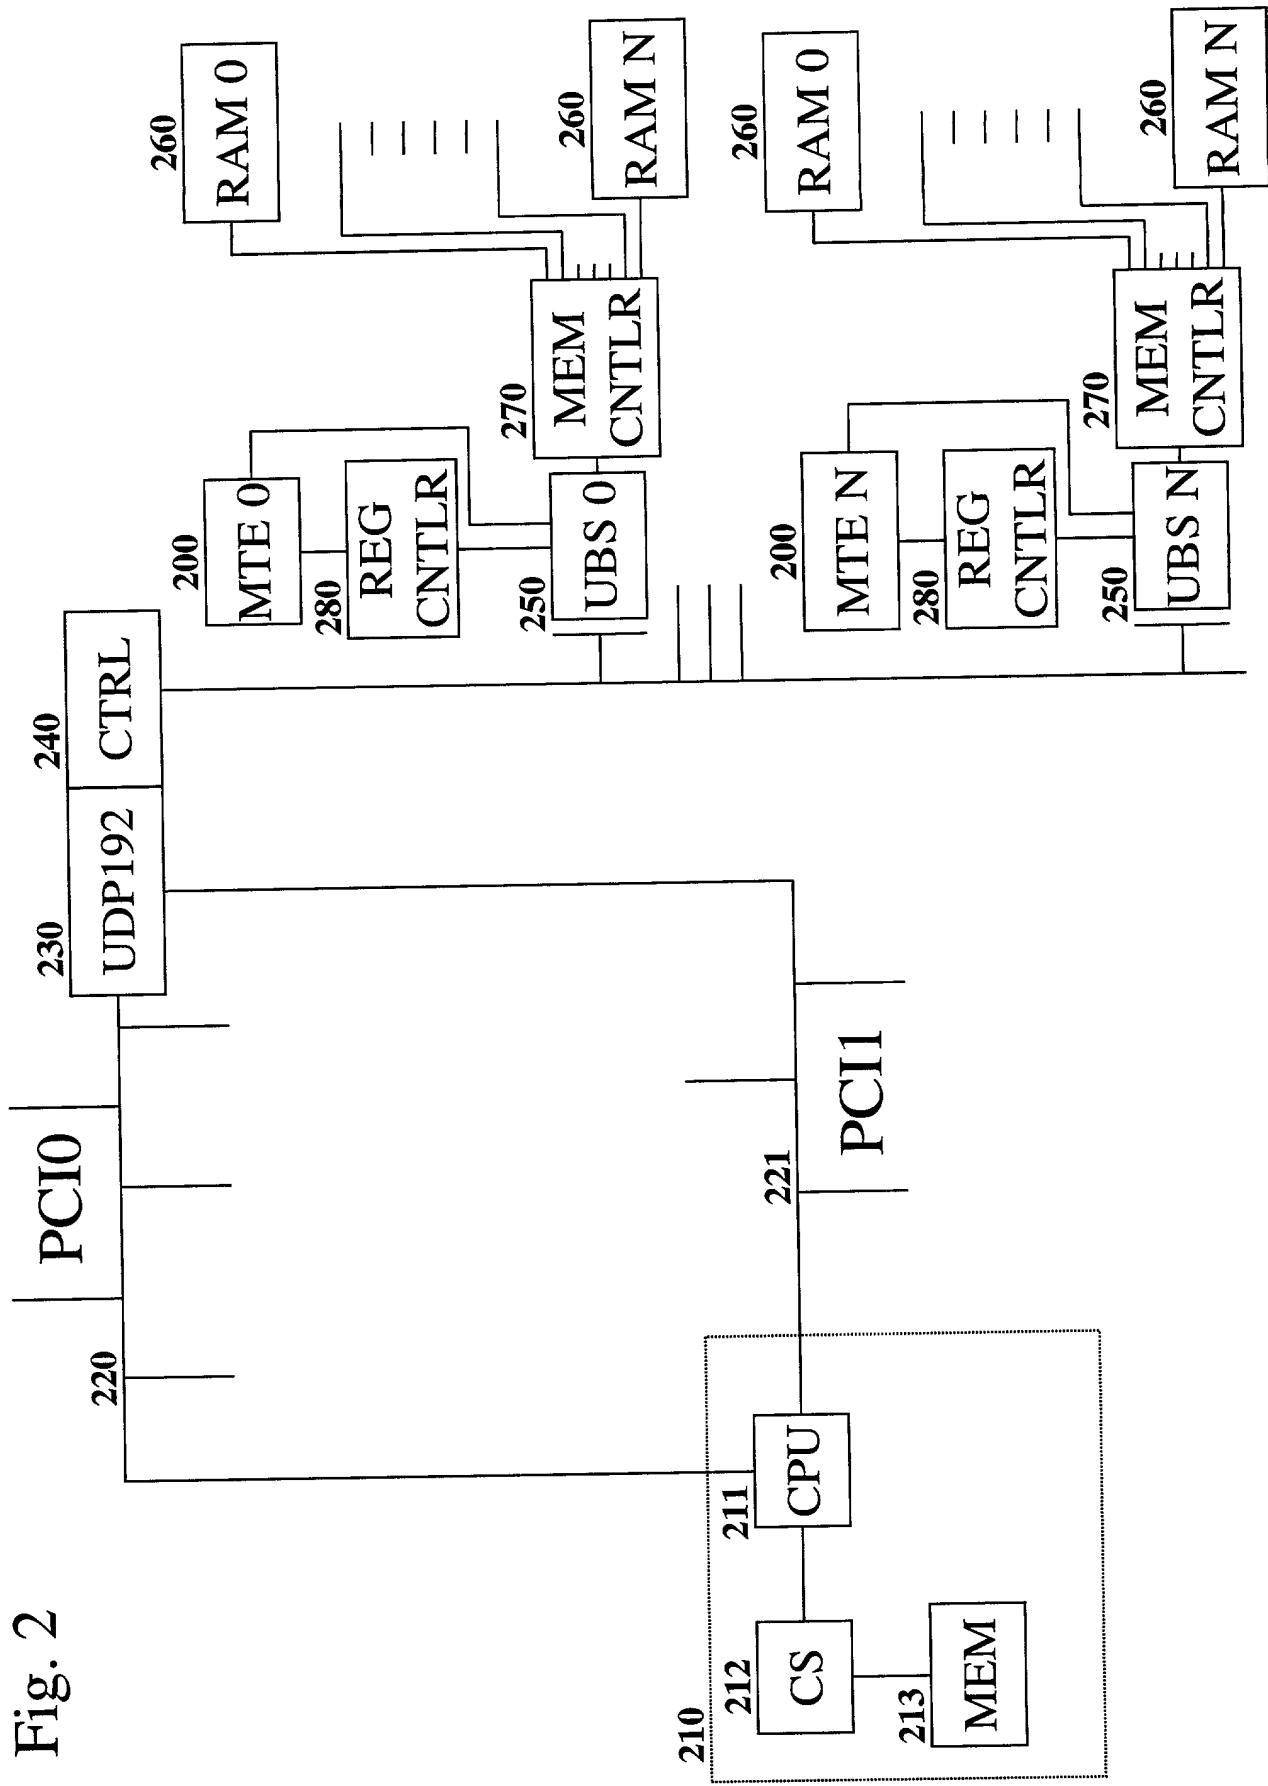 Fig. 2
PCI0
220
230
UDP192
240
CTRL
200
MTE 0
280
REG
CNTLR
250
UBS 0
270
MEM
CNTLR
260
RAM 0
260
RAM N
210
212
CS
213
MEM
211
CPU
221
PCI1
200
MTE N
280
REG
CNTLR
250
UBS N
270
MEM
CNTLR
260
RAM 0
260
RAM N